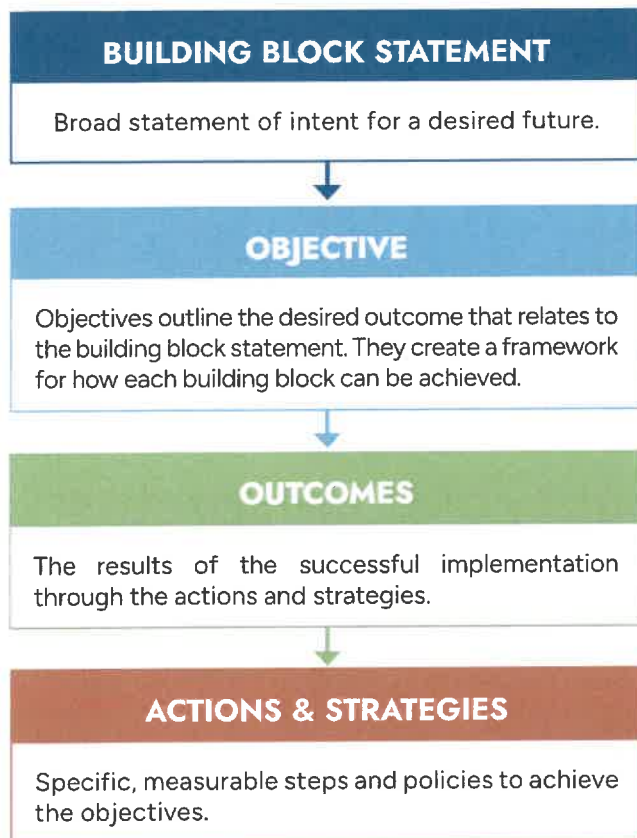 BUILDING BLOCK STATEMENT
Broad statement of intent for a desired future.
OBJECTIVE
Objectives outline the desired outcome that relates to
the building block statement. They create a framework
for how each building block can be achieved.
OUTCOMES
The results of the successful implementation
through the actions and strategies.
ACTIONS & STRATEGIES
Specific, measurable steps and policies to achieve
the objectives.